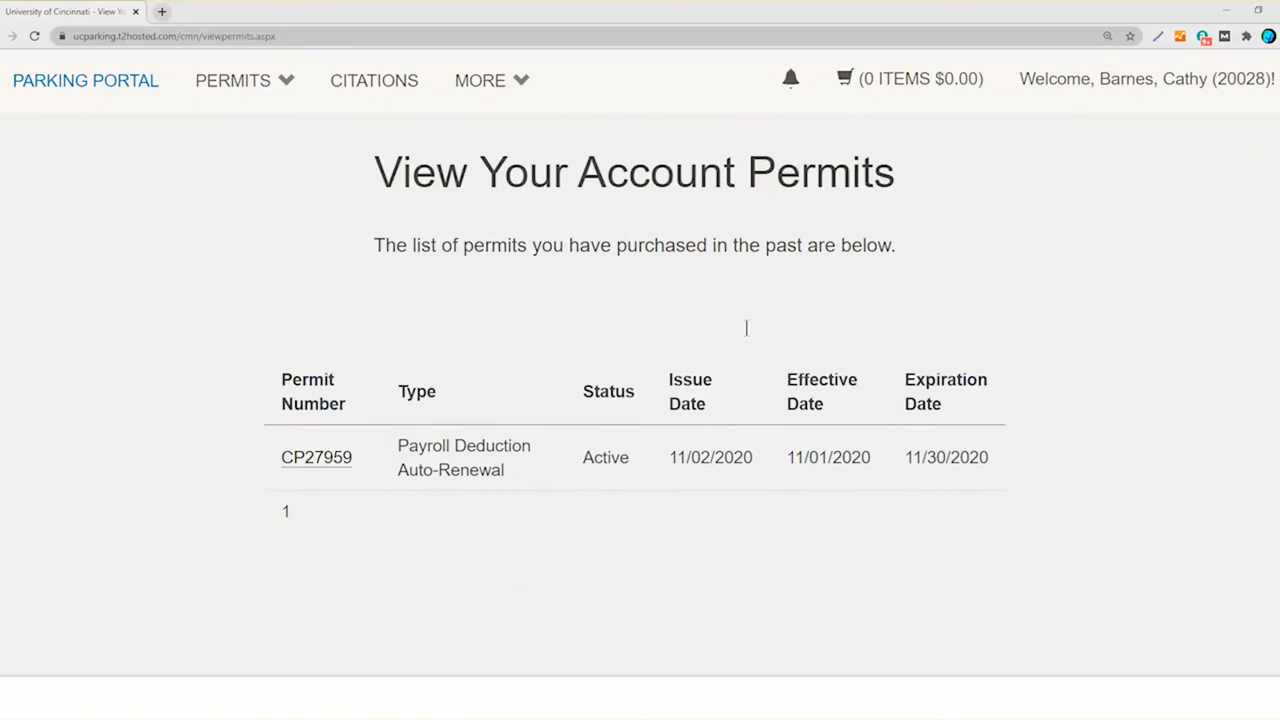 University of Cincinnati - View Yo
ucparking.t2hosted.com/cmn/viewpermits.aspx
PARKING PORTAL PERMITS CITATIONS MORE (0 ITEMS $0.00) Welcome, Barnes, Cathy (20028)!
View Your Account Permits
The list of permits you have purchased in the past are below.
Permit Number Type Status Issue Date Effective Date Expiration Date
CP27959 Payroll Deduction Auto-Renewal Active 11/02/2020 11/01/2020 11/30/2020
1